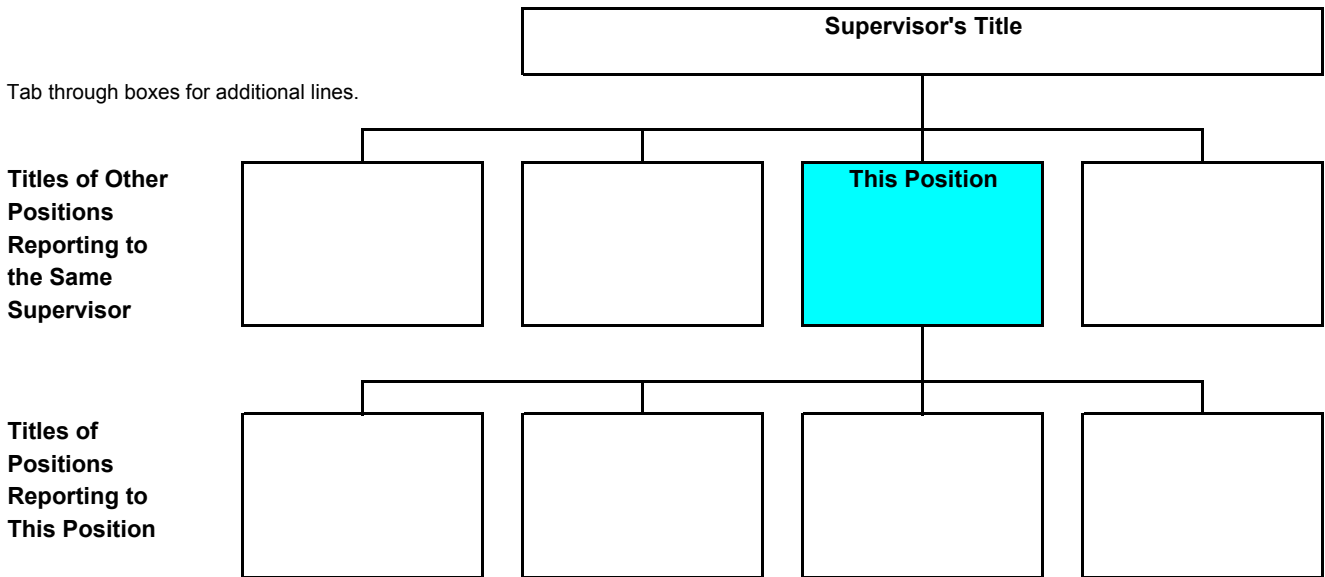 Supervisor's Title
Tab through boxes for additional lines.
Titles of Other
Positions
Reporting to
the Same
Supervisor
This Position
Titles of
Positions
Reporting to
This Position